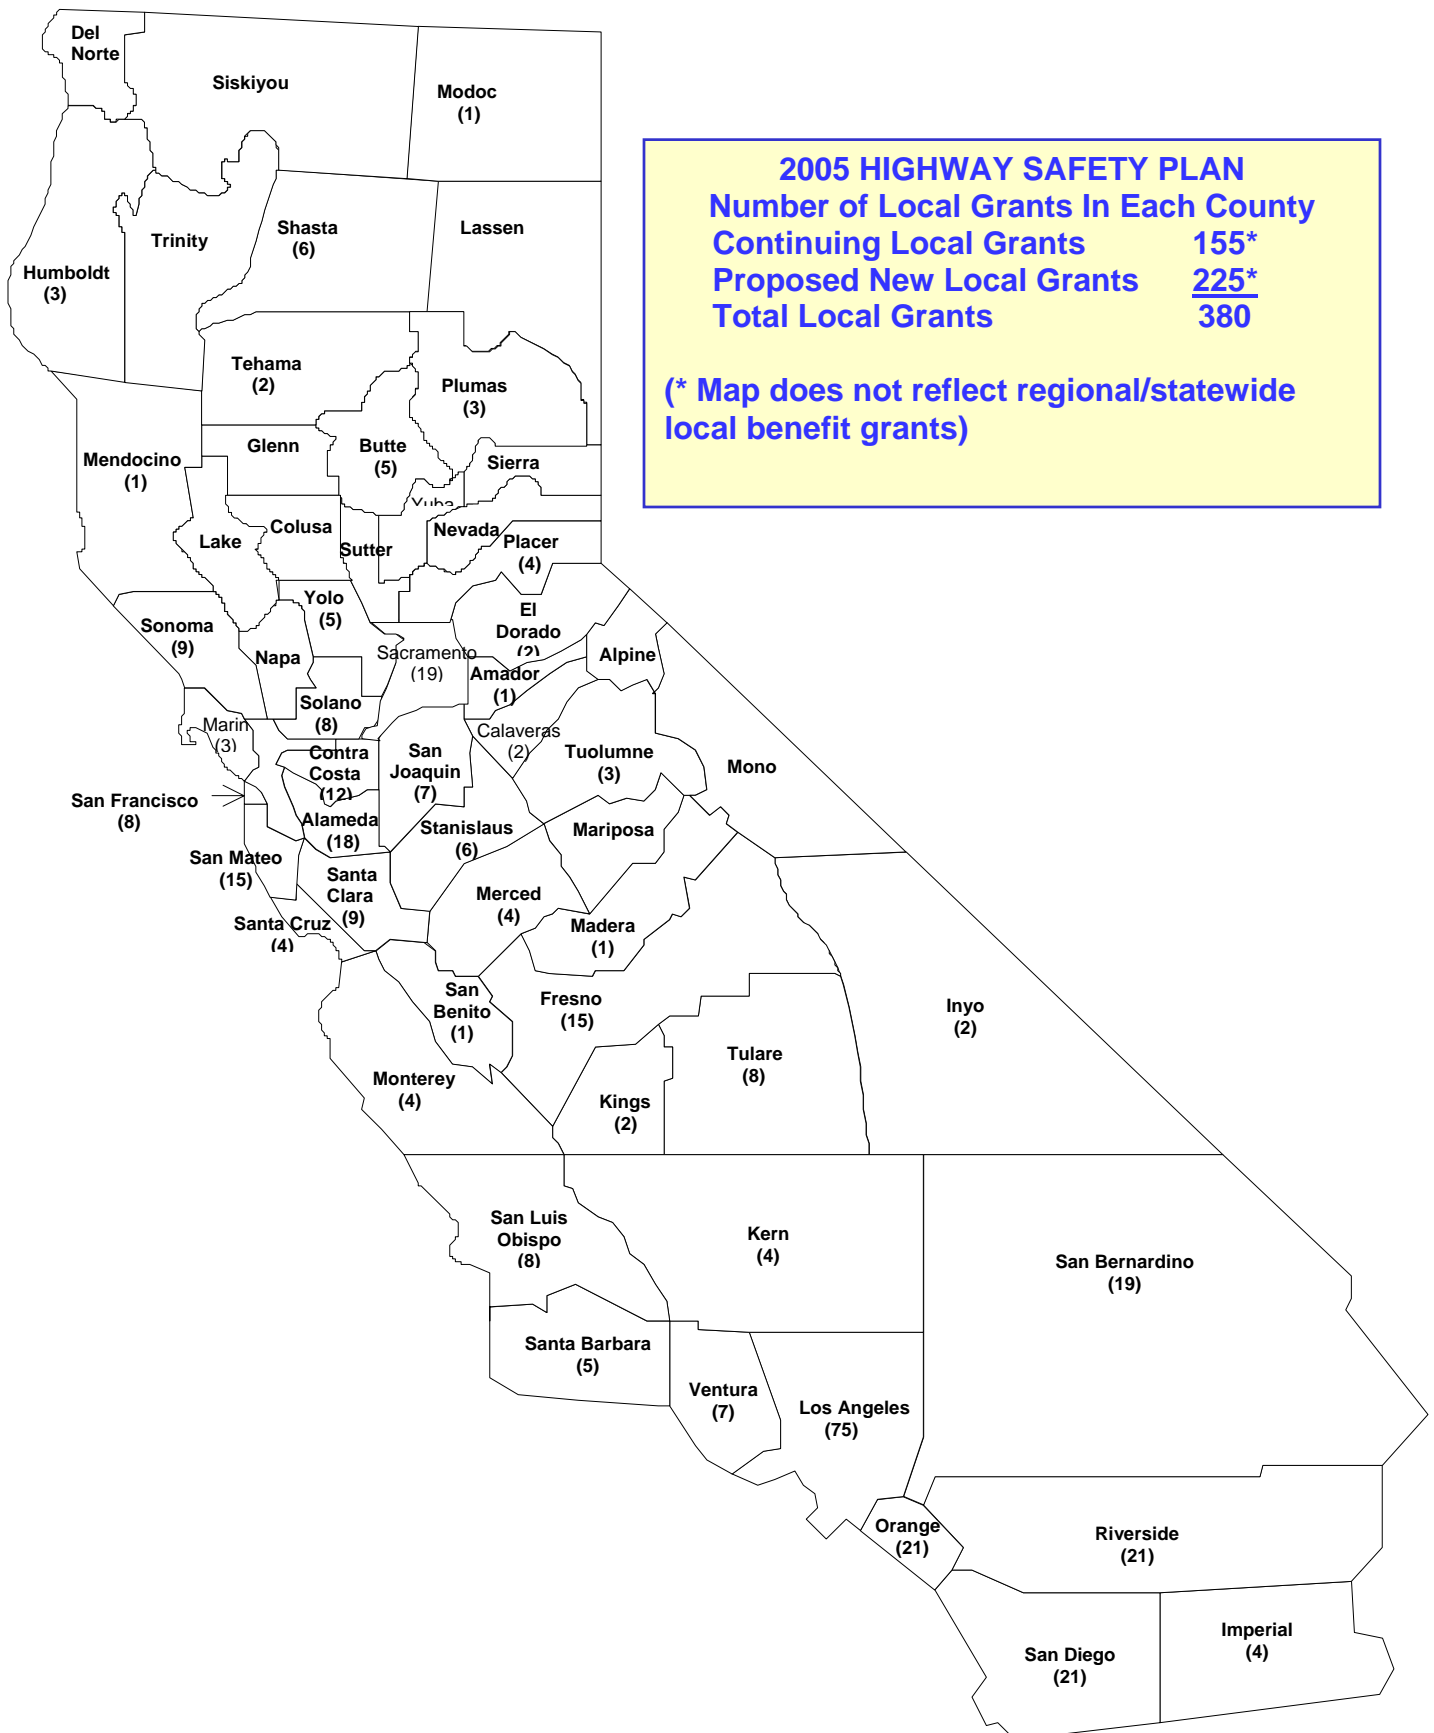 Del
Norte
Siskiyou
Modoc
(1)
2005 HIGHWAY SAFETY PLAN
Number of Local Grants In Each County
Continuing Local Grants 155*
Proposed New Local Grants 225*
Total Local Grants 380
(* Map does not reflect regional/statewide
local benefit grants)
Humboldt
(3)
Trinity
Shasta
(6)
Lassen
Tehama
(2)
Plumas
(3)
Mendocino
(1)
Glenn
Butte
(5)
Sierra
Yuba
Lake
Colusa
Sutter
Nevada
Placer
(4)
Sonoma
(9)
Napa
Yolo
(5)
Sacramento
(19)
El
Dorado
(2)
Amador
(1)
Alpine
Solano
(8)
Marin
(3)
Calaveras
(2)
Contra
Costa
(12)
San
Joaquin
(7)
Tuolumne
(3)
Mono
San Francisco
(8)
Alameda
(18)
Stanislaus
(6)
Mariposa
San Mateo
(15)
Santa
Clara
(9)
Merced
(4)
Madera
(1)
Santa Cruz
(4)
San
Benito
(1)
Fresno
(15)
Inyo
(2)
Monterey
(4)
Kings
(2)
Tulare
(8)
San Luis
Obispo
(8)
Kern
(4)
San Bernardino
(19)
Santa Barbara
(5)
Ventura
(7)
Los Angeles
(75)
Orange
(21)
Riverside
(21)
San Diego
(21)
Imperial
(4)